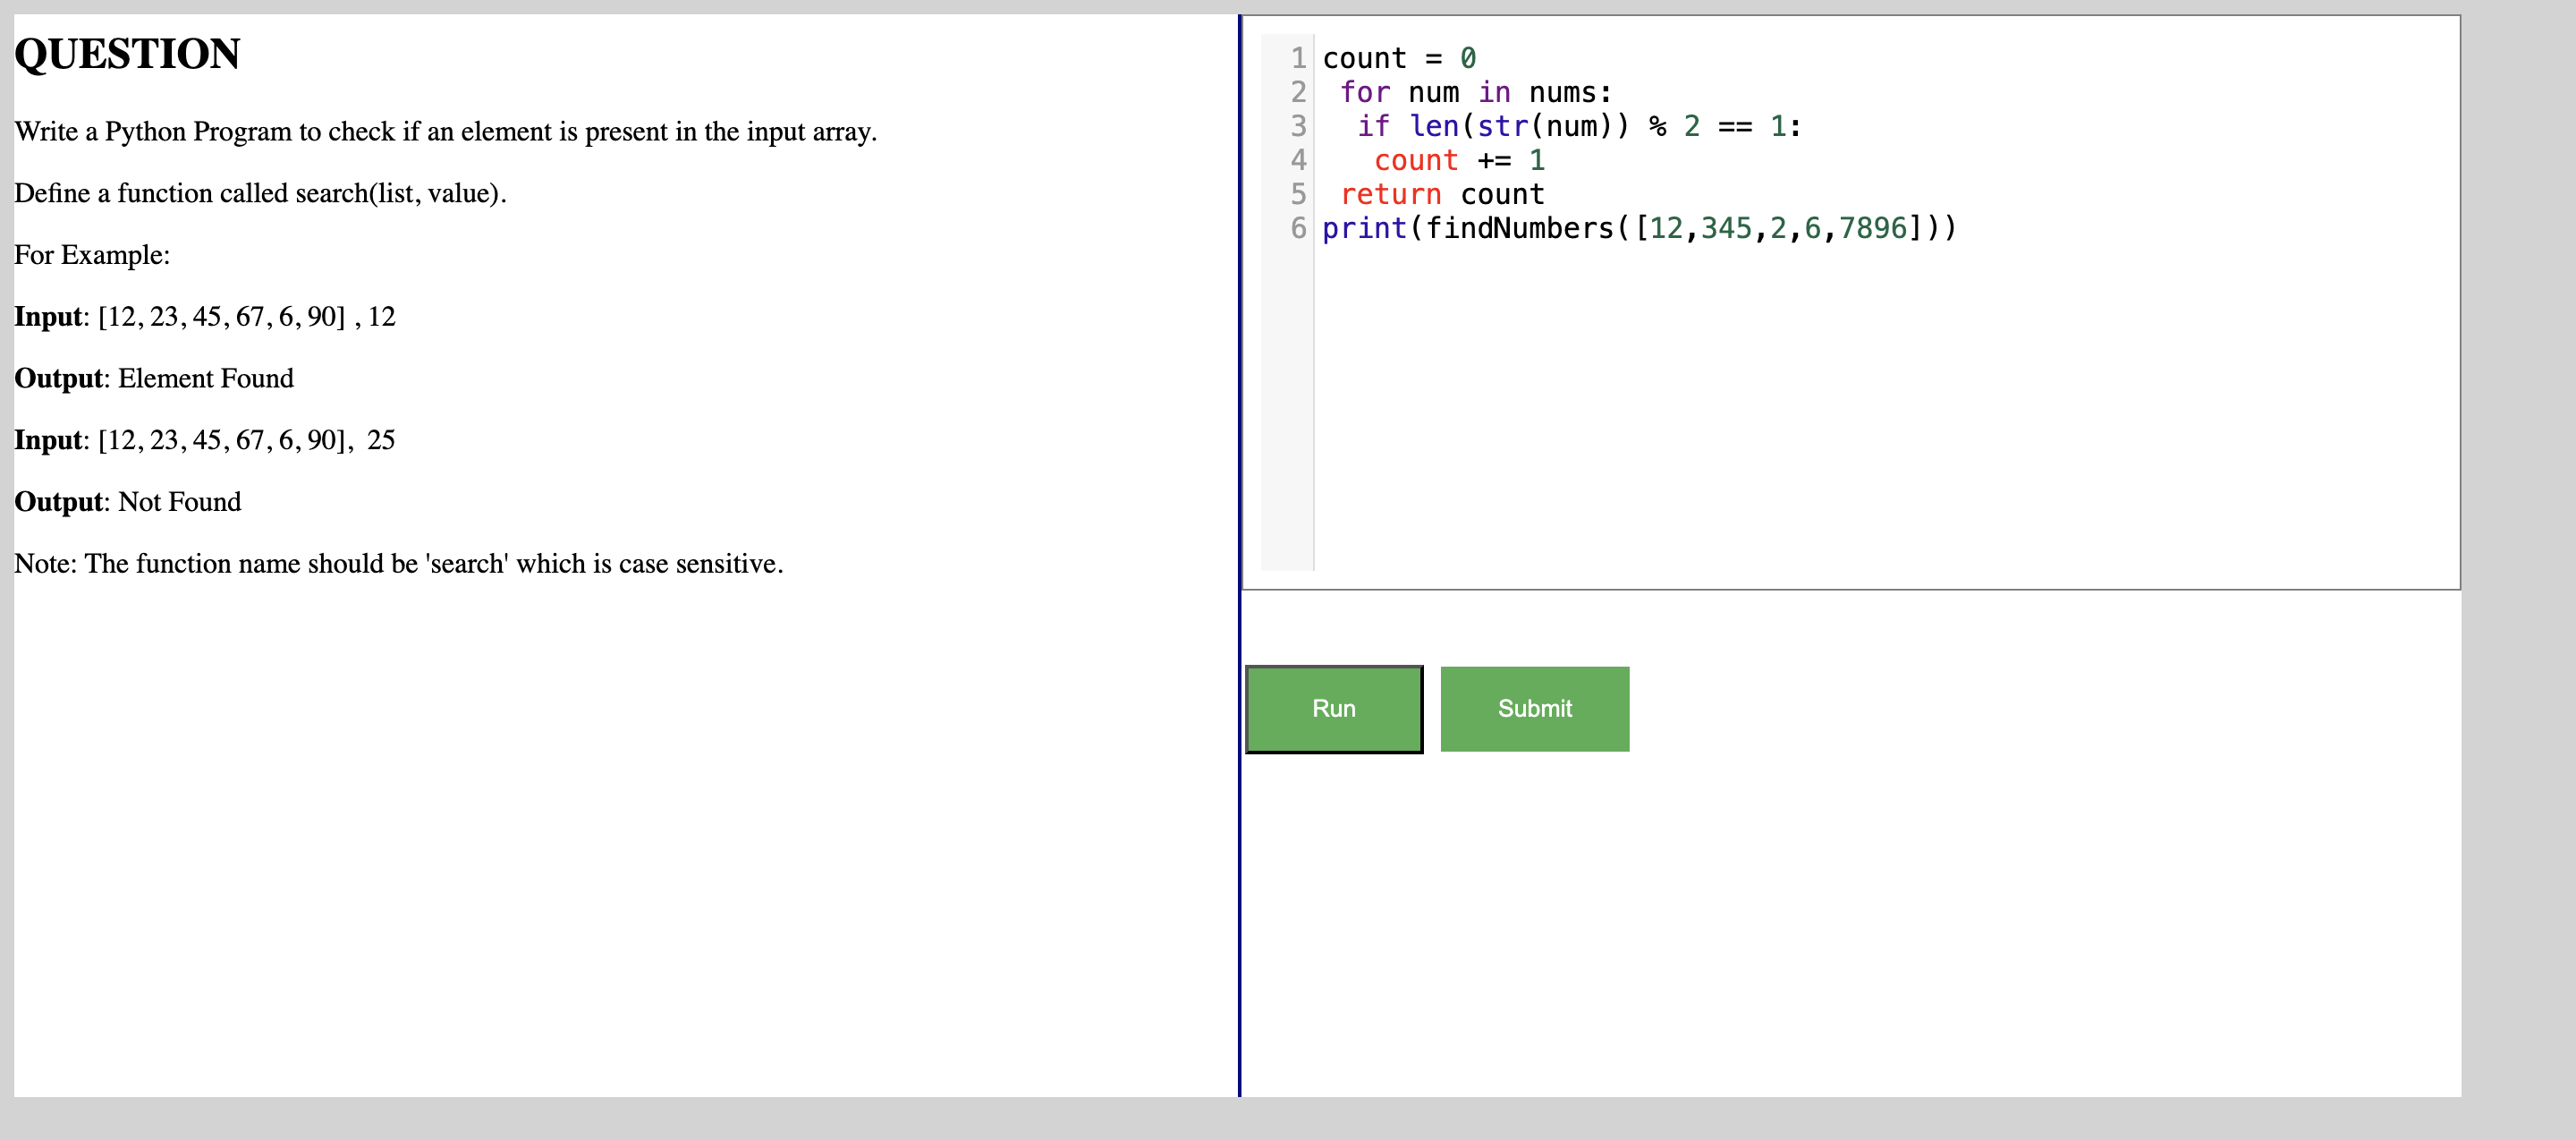 QUESTION
Write a Python Program to check if an element is present in the input array.
Define a function called search(list, value).
For Example:
Input: [12, 23, 45, 67, 6, 90] , 12
Output: Element Found
Input: [12, 23, 45, 67, 6, 90],  25
Output: Not Found
Note: The function name should be 'search' which is case sensitive.
1 count = 0
2  for num in nums:
3   if len(str(num)) % 2 == 1:
4    count += 1
5  return count
6 print(findNumbers([12,345,2,6,7896]))
Run
Submit